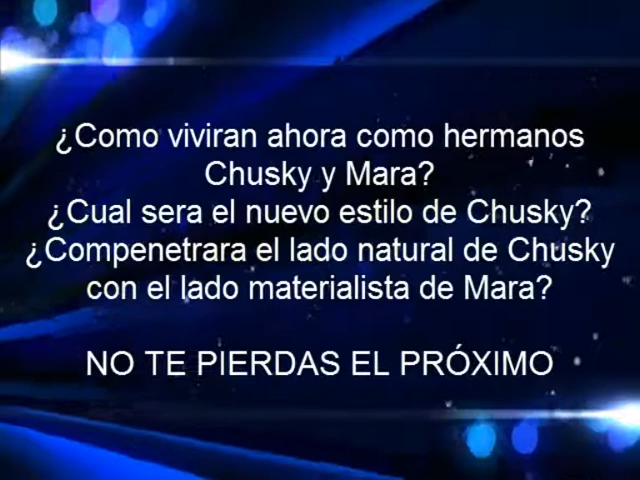 ¿Como viviran ahora como hermanos
Chusky y Mara?
¿Cual sera el nuevo estilo de Chusky?
¿Compenetrara el lado natural de Chusky
con el lado materialista de Mara?
NO TE PIERDAS EL PRÓXIMO